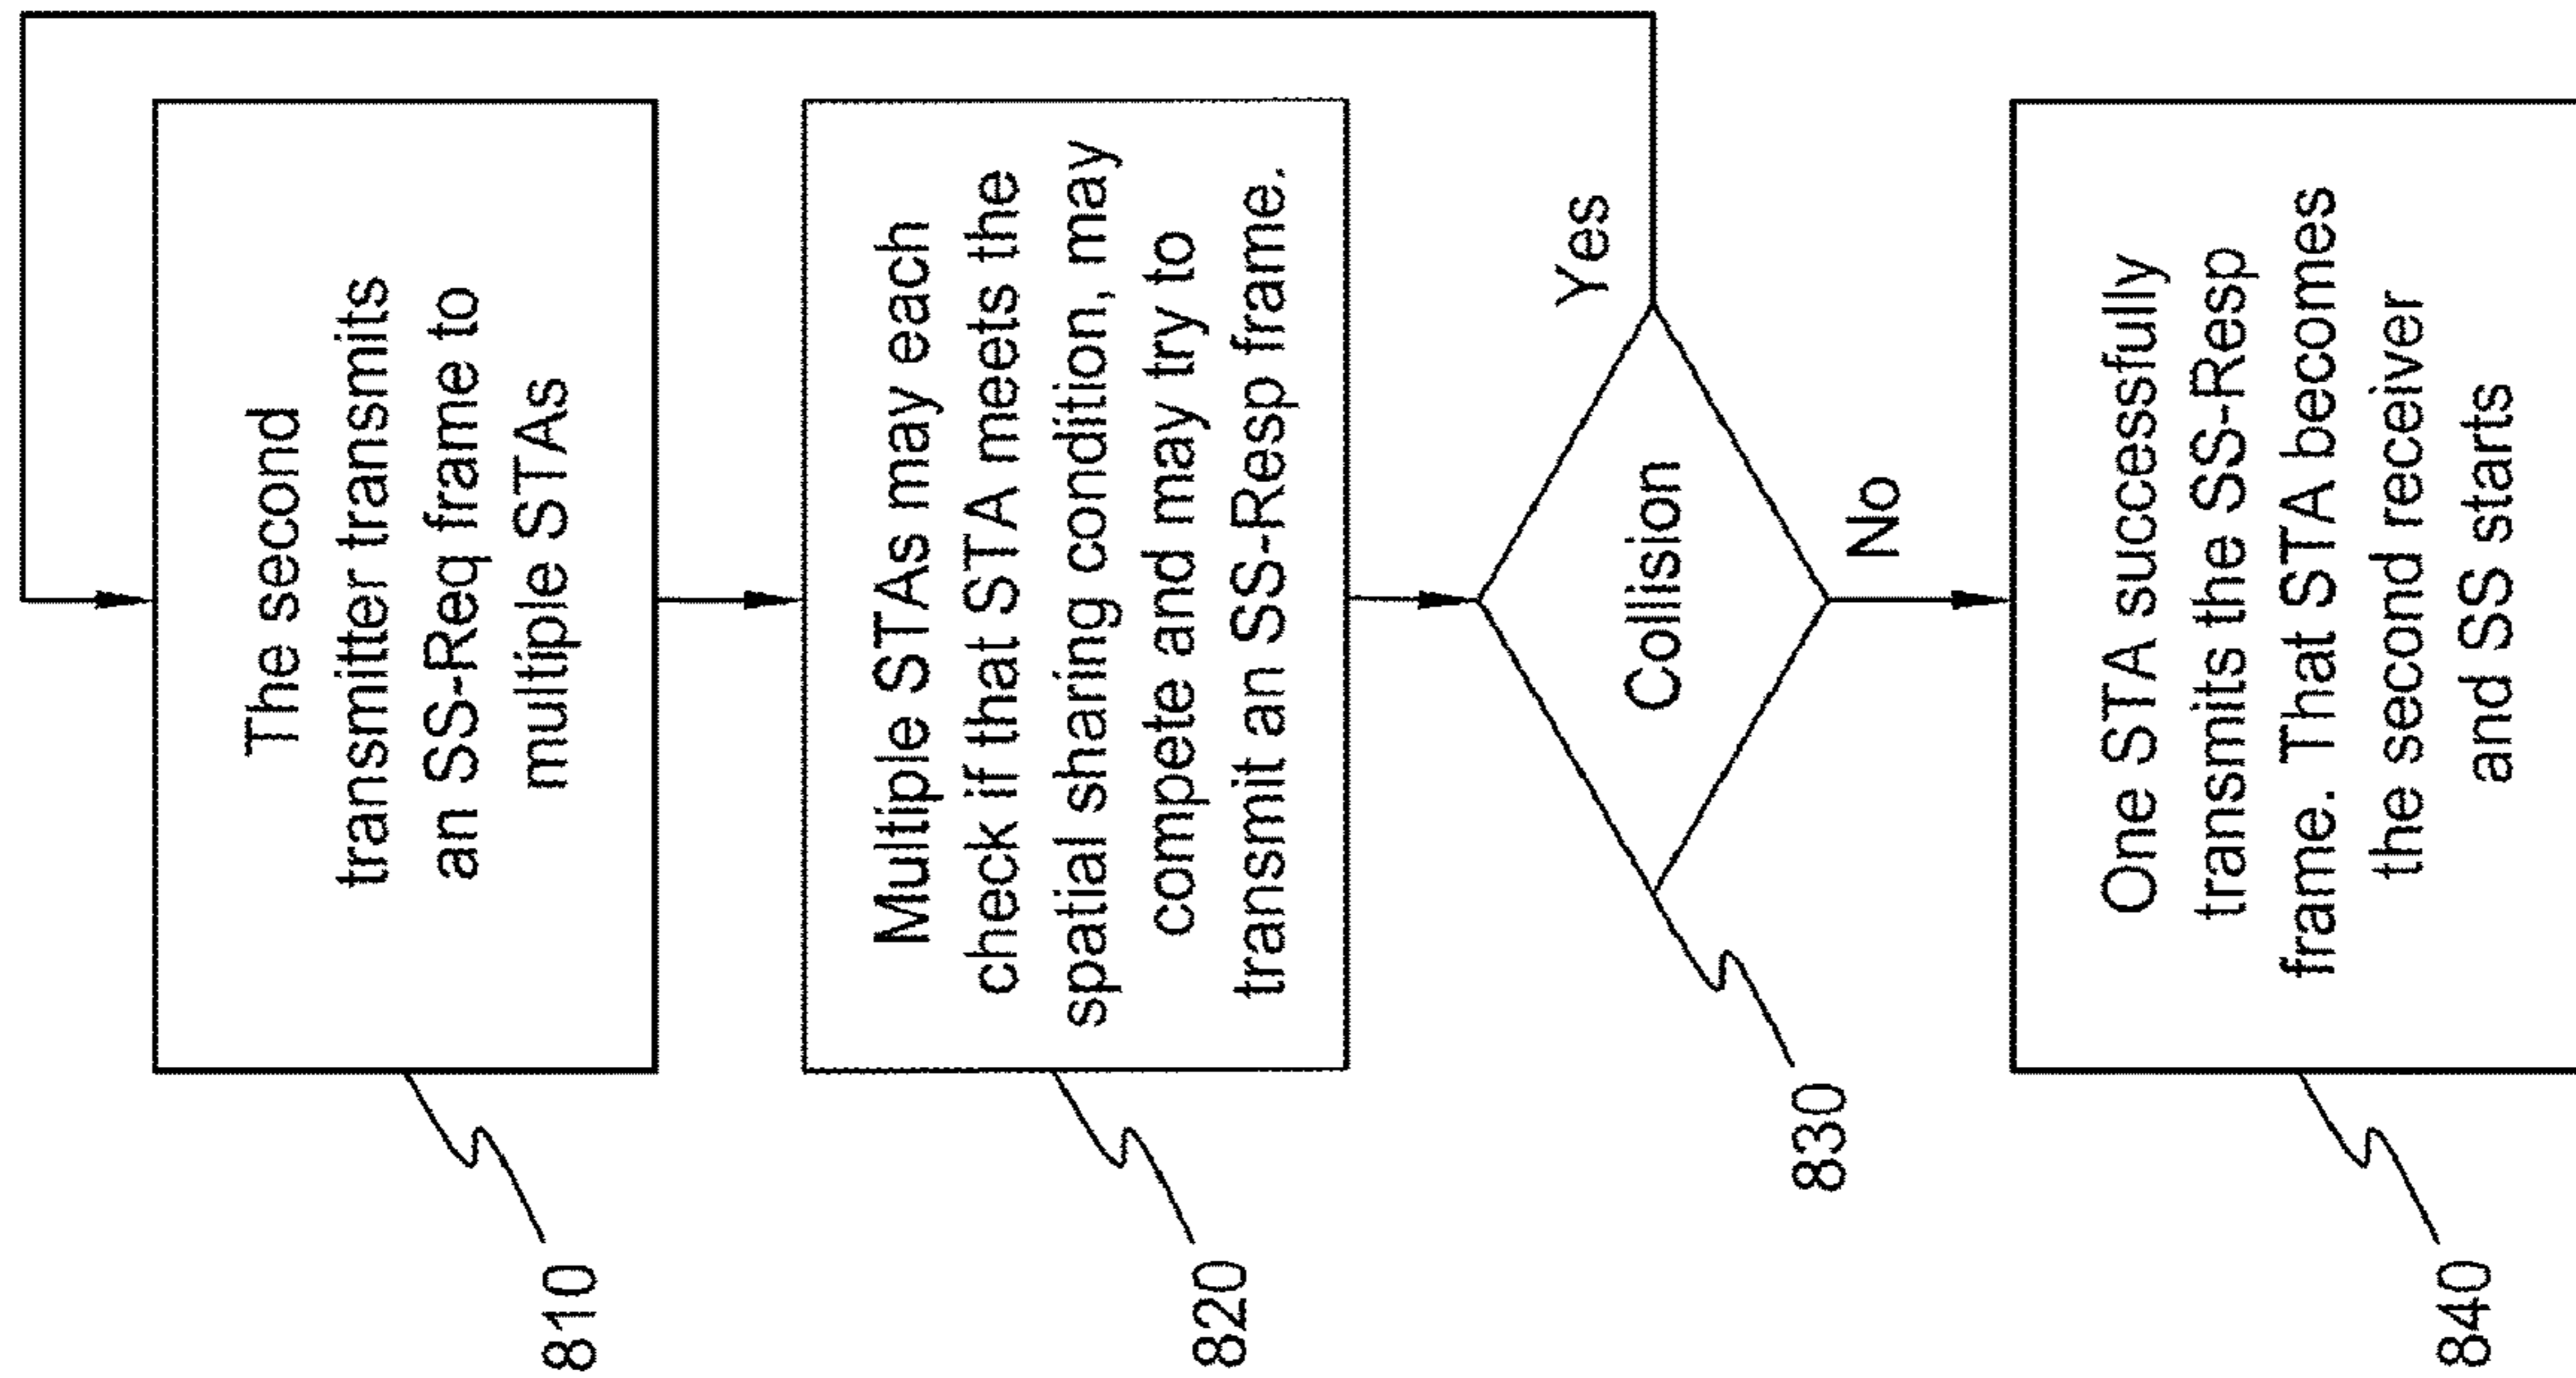 The second
transmitter transmits
an SS-Req frame to
multiple STAs
810
Multiple STAs may each
check if that STA meets the
spatial sharing condition, may
compete and may try to
transmit an SS-Resp frame.
820
Collision
Yes
No
830
One STA successfully
transmits the SS-Resp
frame. That STA becomes
the second receiver
and SS starts
840